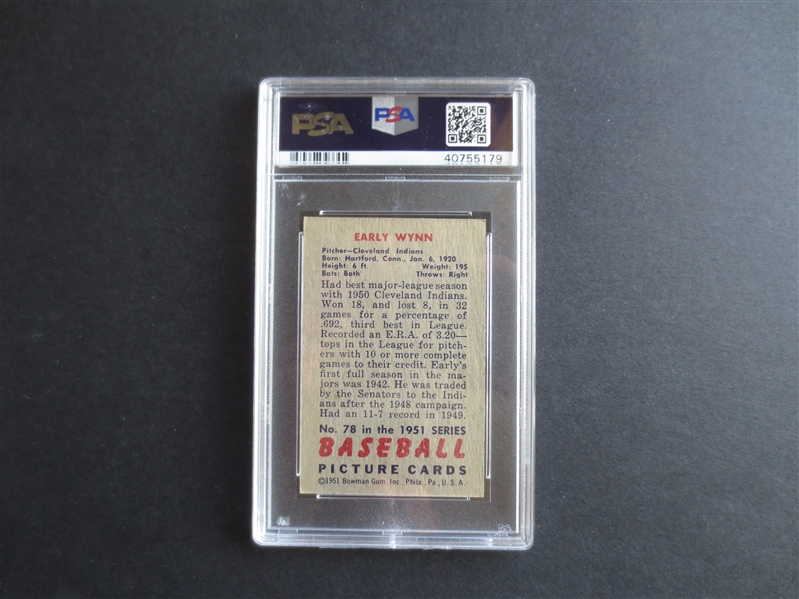 PSA
PSA
40755179
EARLY WYNN
Pitcher—Cleveland Indians
Born: Hartford, Conn., Jan. 6, 1920
Height: 6 ft. Weight: 195
Bats: Both Throws: Right
Had best major-league season
with 1950 Cleveland Indians.
Won 18, and lost 8, in 32
games for a percentage of
.692, third best in League.
Recorded an E.R.A. of 3.20—
tops in the League for pitch-
ers with 10 or more complete
games to their credit. Early's
first full season in the ma-
jors was 1942. He was traded
by the Senators to the Indi-
ans after the 1948 campaign.
Had an 11-7 record in 1949.
No. 78 in the 1951 SERIES
BASEBALL
PICTURE CARDS
©1951 Bowman Gum, Inc., Phila., Pa., U. S. A.